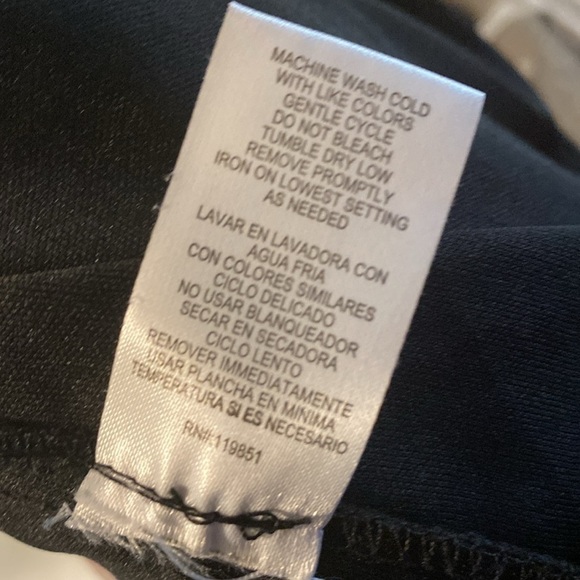 MACHINE WASH COLD
WITH LIKE COLORS
GENTLE CYCLE
DO NOT BLEACH
TUMBLE DRY LOW
REMOVE PROMPTLY
IRON ON LOWEST SETTING
AS NEEDED
LAVAR EN LAVADORA CON
AGUA FRIA
CON COLORES SIMILARES
CICLO DELICADO
NO USAR BLANQUEADOR
SECAR EN SECADORA
CICLO LENTO
REMOVER IMMEDIATAMENTE
USAR PLANCHA EN MINIMA
TEMPERATURA SI ES NECESARIO
RN#119851